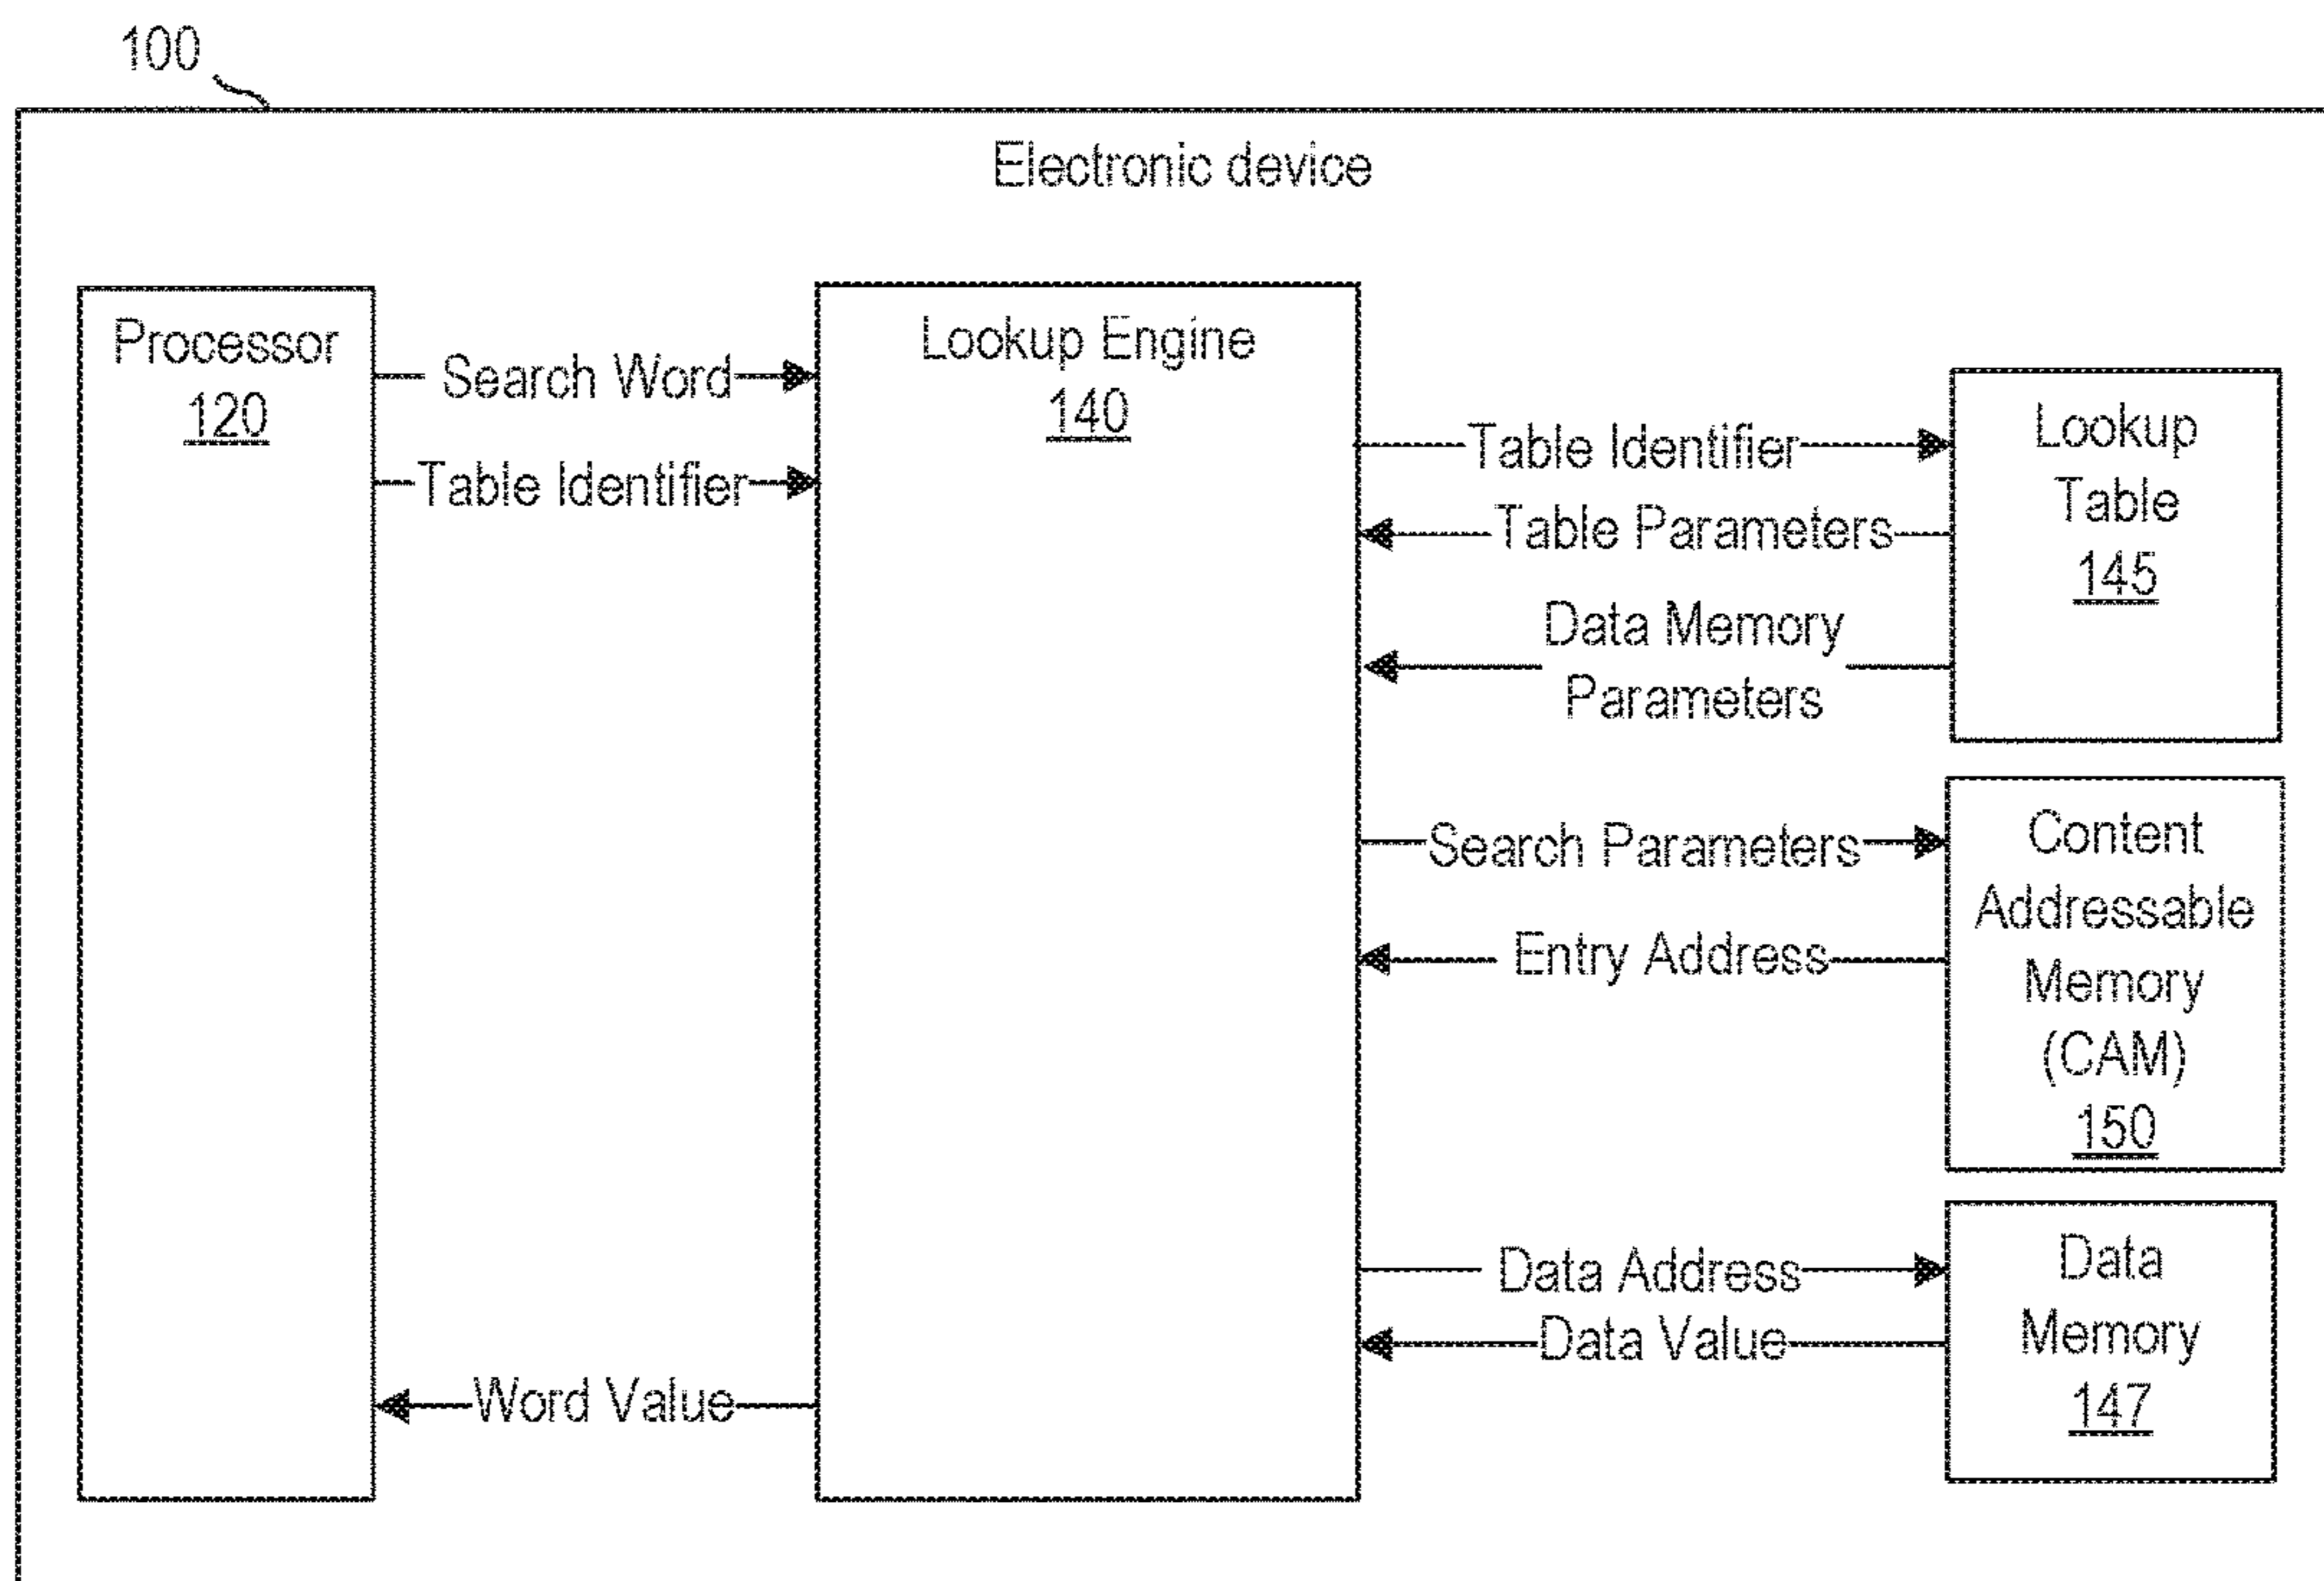 100
Electronic device
Processor
120
Search Word
Table Identifier
Word Value
Lookup Engine
140
Table Identifier
Table Parameters
Data Memory
Parameters
Search Parameters
Entry Address
Data Address
Data Value
Lookup
Table
145
Content
Addressable
Memory
(CAM)
150
Data
Memory
147